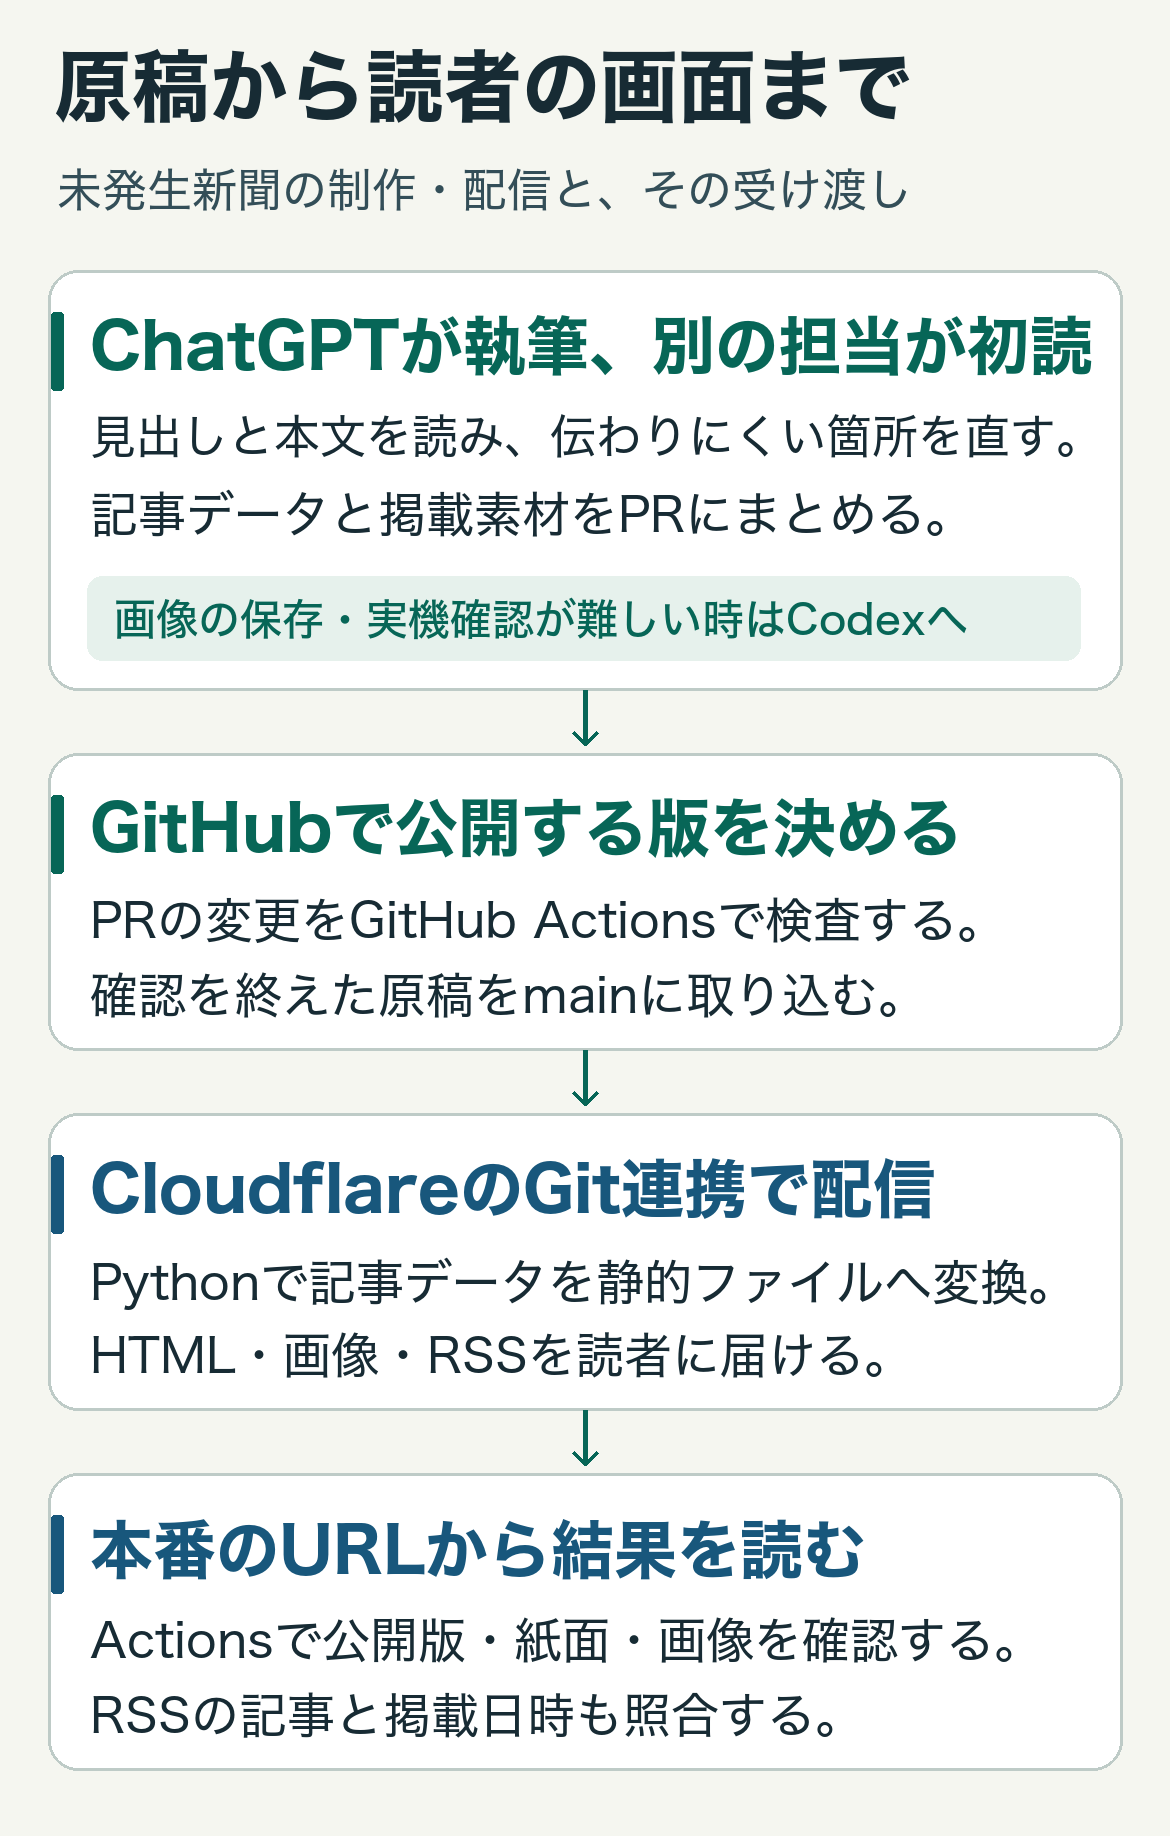 原稿から読者の画面まで
未発生新聞の制作・配信と、その受け渡し
ChatGPTが執筆、別の担当が初読
見出しと本文を読み、伝わりにくい箇所を直す。
記事データと掲載素材をPRにまとめる。
画像の保存・実機確認が難しい時はCodexへ
GitHubで公開する版を決める
PRの変更をGitHub Actionsで検査する。
確認を終えた原稿をmainに取り込む。
CloudflareのGit連携で配信
Pythonで記事データを静的ファイルへ変換。
HTML・画像・RSSを読者に届ける。
本番のURLから結果を読む
Actionsで公開版・紙面・画像を確認する。
RSSの記事と掲載日時も照合する。